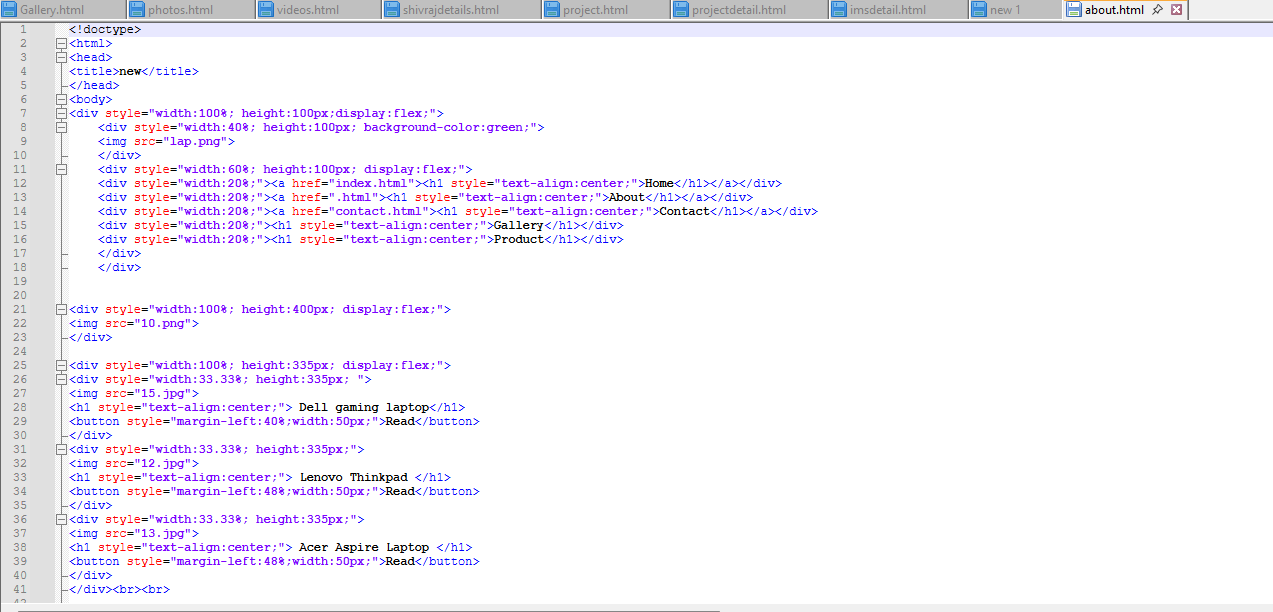 Gallery.html photos.html videos.html shivrajdetails.html project.html projectdetail.html imsdetail.html new 1 about.html
1 <!doctype>
2 <html>
3 <head>
4 <title>new</title>
5 </head>
6 <body>
7 <div style="width:100%; height:100px;display:flex;">
8 <div style="width:40%; height:100px; background-color:green;">
9 <img src="lap.png">
10 </div>
11 <div style="width:60%; height:100px; display:flex;">
12 <div style="width:20%;"><a href="index.html"><h1 style="text-align:center;">Home</h1></a></div>
13 <div style="width:20%;"><a href=".html"><h1 style="text-align:center;">About</h1></a></div>
14 <div style="width:20%;"><a href="contact.html"><h1 style="text-align:center;">Contact</h1></a></div>
15 <div style="width:20%;"><h1 style="text-align:center;">Gallery</h1></div>
16 <div style="width:20%;"><h1 style="text-align:center;">Product</h1></div>
17 </div>
18 </div>
19
20
21 <div style="width:100%; height:400px; display:flex;">
22 <img src="10.png">
23 </div>
24
25 <div style="width:100%; height:335px; display:flex;">
26 <div style="width:33.33%; height:335px; ">
27 <img src="15.jpg">
28 <h1 style="text-align:center;"> Dell gaming laptop</h1>
29 <button style="margin-left:40%;width:50px;">Read</button>
30 </div>
31 <div style="width:33.33%; height:335px;">
32 <img src="12.jpg">
33 <h1 style="text-align:center;"> Lenovo Thinkpad </h1>
34 <button style="margin-left:48%;width:50px;">Read</button>
35 </div>
36 <div style="width:33.33%; height:335px;">
37 <img src="13.jpg">
38 <h1 style="text-align:center;"> Acer Aspire Laptop </h1>
39 <button style="margin-left:48%;width:50px;">Read</button>
40 </div>
41 </div><br><br>